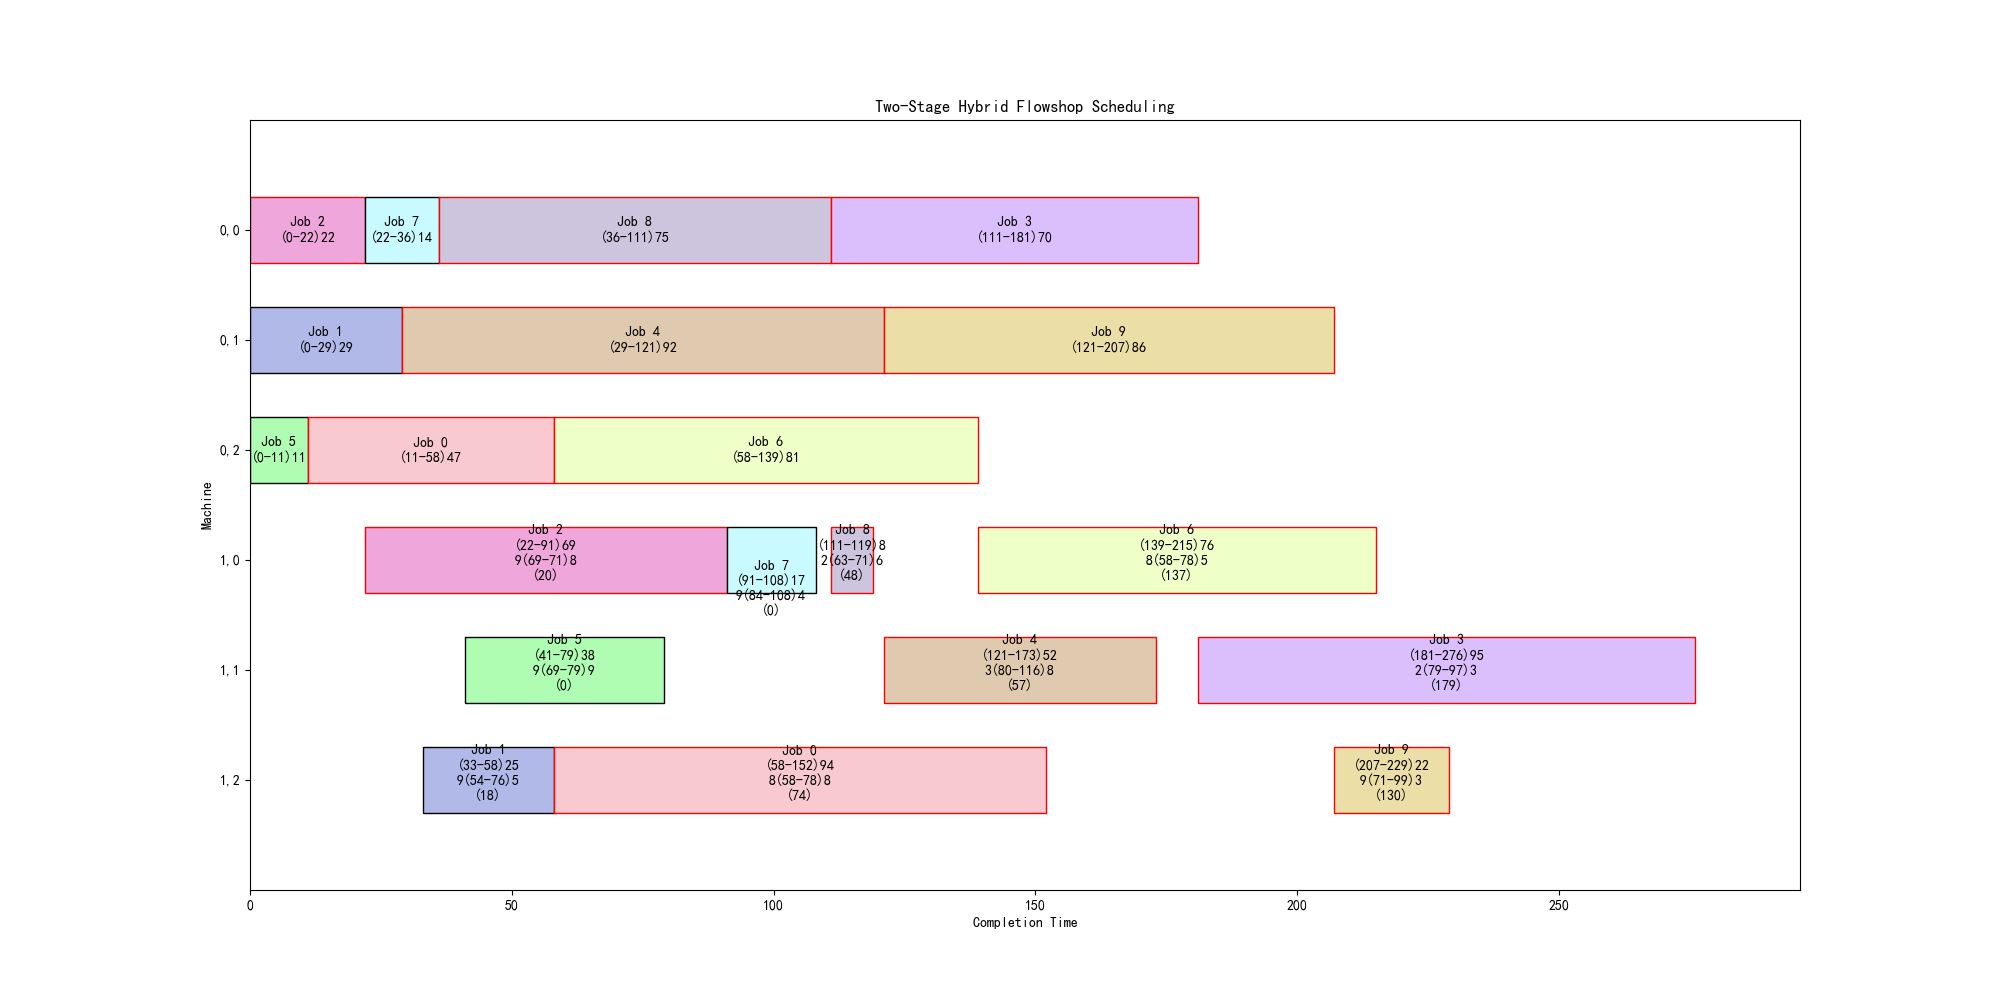 Two-Stage Hybrid Flowshop Scheduling
0,0
Job 2
(0-22)22
Job 7
(22-36)14
Job 8
(36-111)75
Job 3
(111-181)70
0,1
Job 1
(0-29)29
Job 4
(29-121)92
Job 9
(121-207)86
0,2
Job 5
(0-11)11
Job 0
(11-58)47
Job 6
(58-139)81
Machine
1,0
Job 2
(22-91)69
9(69-71)8
(20)
Job 7
(91-108)17
9(84-108)4
(0)
Job 8
(111-119)8
2(63-71)6
(48)
Job 6
(139-215)76
8(58-78)5
(137)
1,1
Job 5
(41-79)38
9(69-79)9
(0)
Job 4
(121-173)52
3(80-116)8
(57)
Job 3
(181-276)95
2(79-97)3
(179)
1,2
Job 1
(33-58)25
9(54-76)5
(18)
Job 0
(58-152)94
8(58-78)8
(74)
Job 9
(207-229)22
9(71-99)3
(130)
0
50
100
150
200
250
Completion Time